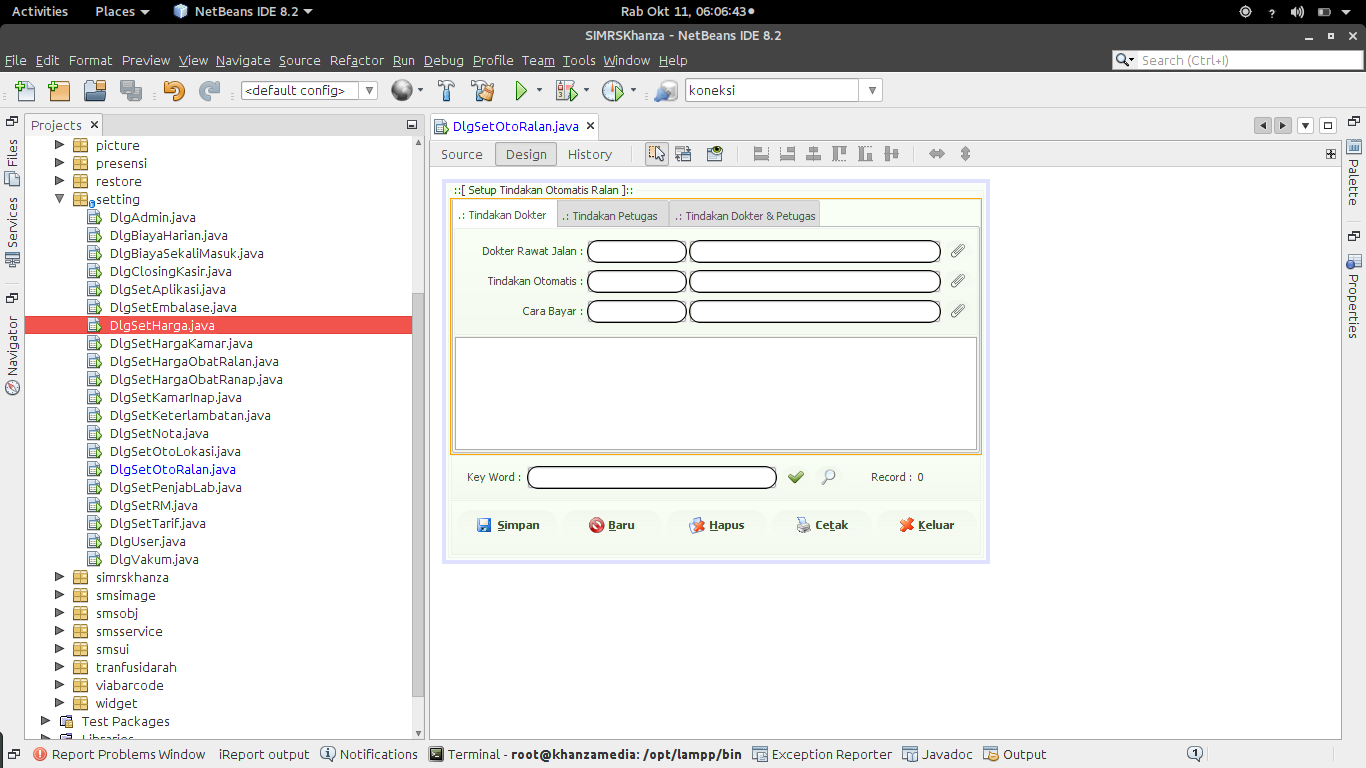 Activities Places NetBeans IDE 8.2 Rab Okt 11, 06:06:43
SIMRSKhanza - NetBeans IDE 8.2
File Edit Format Preview View Navigate Source Refactor Run Debug Profile Team Tools Window Help Search (Ctrl+I)
<default config> koneksi
Files
Services
Navigator
Projects
picture
presensi
restore
setting
DlgAdmin.java
DlgBiayaHarian.java
DlgBiayaSekaliMasuk.java
DlgClosingKasir.java
DlgSetAplikasi.java
DlgSetEmbalase.java
DlgSetHarga.java
DlgSetHargaKamar.java
DlgSetHargaObatRalan.java
DlgSetHargaObatRanap.java
DlgSetKamarInap.java
DlgSetKeterlambatan.java
DlgSetNota.java
DlgSetOtoLokasi.java
DlgSetOtoRalan.java
DlgSetPenjabLab.java
DlgSetRM.java
DlgSetTarif.java
DlgUser.java
DlgVakum.java
simrskhanza
smsimage
smsobj
smsservice
smsui
tranfusidarah
viabarcode
widget
Test Packages
Libraries
DlgSetOtoRalan.java
Source Design History
::[ Setup Tindakan Otomatis Ralan ]::
.: Tindakan Dokter .: Tindakan Petugas .: Tindakan Dokter & Petugas
Dokter Rawat Jalan :
Tindakan Otomatis :
Cara Bayar :
Key Word : Record : 0
Simpan Baru Hapus Cetak Keluar
Palette
Properties
Report Problems Window iReport output Notifications Terminal - root@khanzamedia: /opt/lampp/bin Exception Reporter Javadoc Output 1